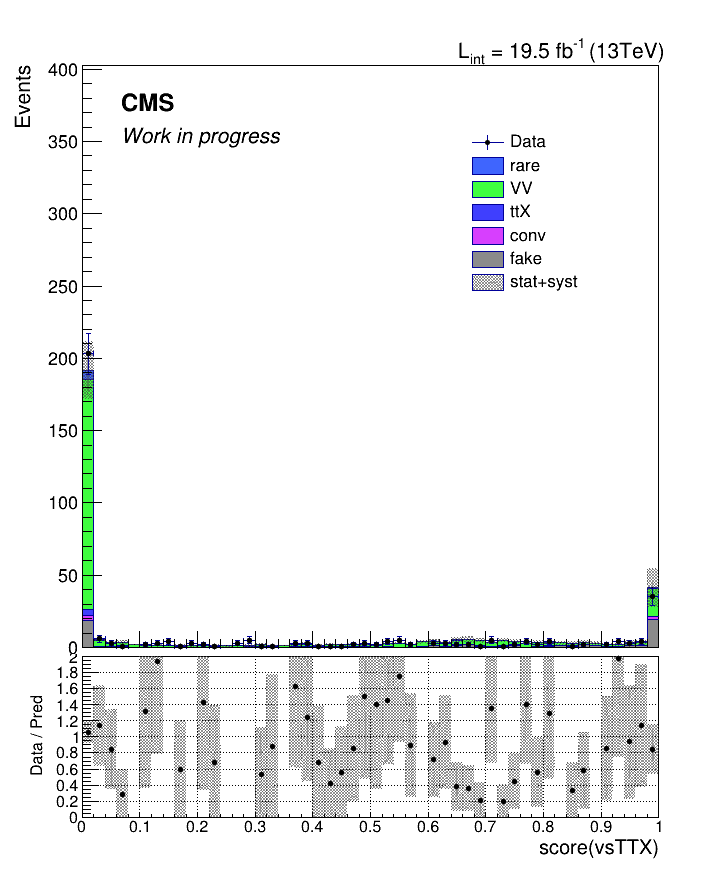 L_int = 19.5 fb^-1 (13TeV)
Events
400
350
300
250
200
150
100
50
0
CMS
Work in progress
Data
rare
VV
ttX
conv
fake
stat+syst
Data / Pred
2
1.8
1.6
1.4
1.2
1
0.8
0.6
0.4
0.2
0
0 0.1 0.2 0.3 0.4 0.5 0.6 0.7 0.8 0.9 1
score(vsTTX)